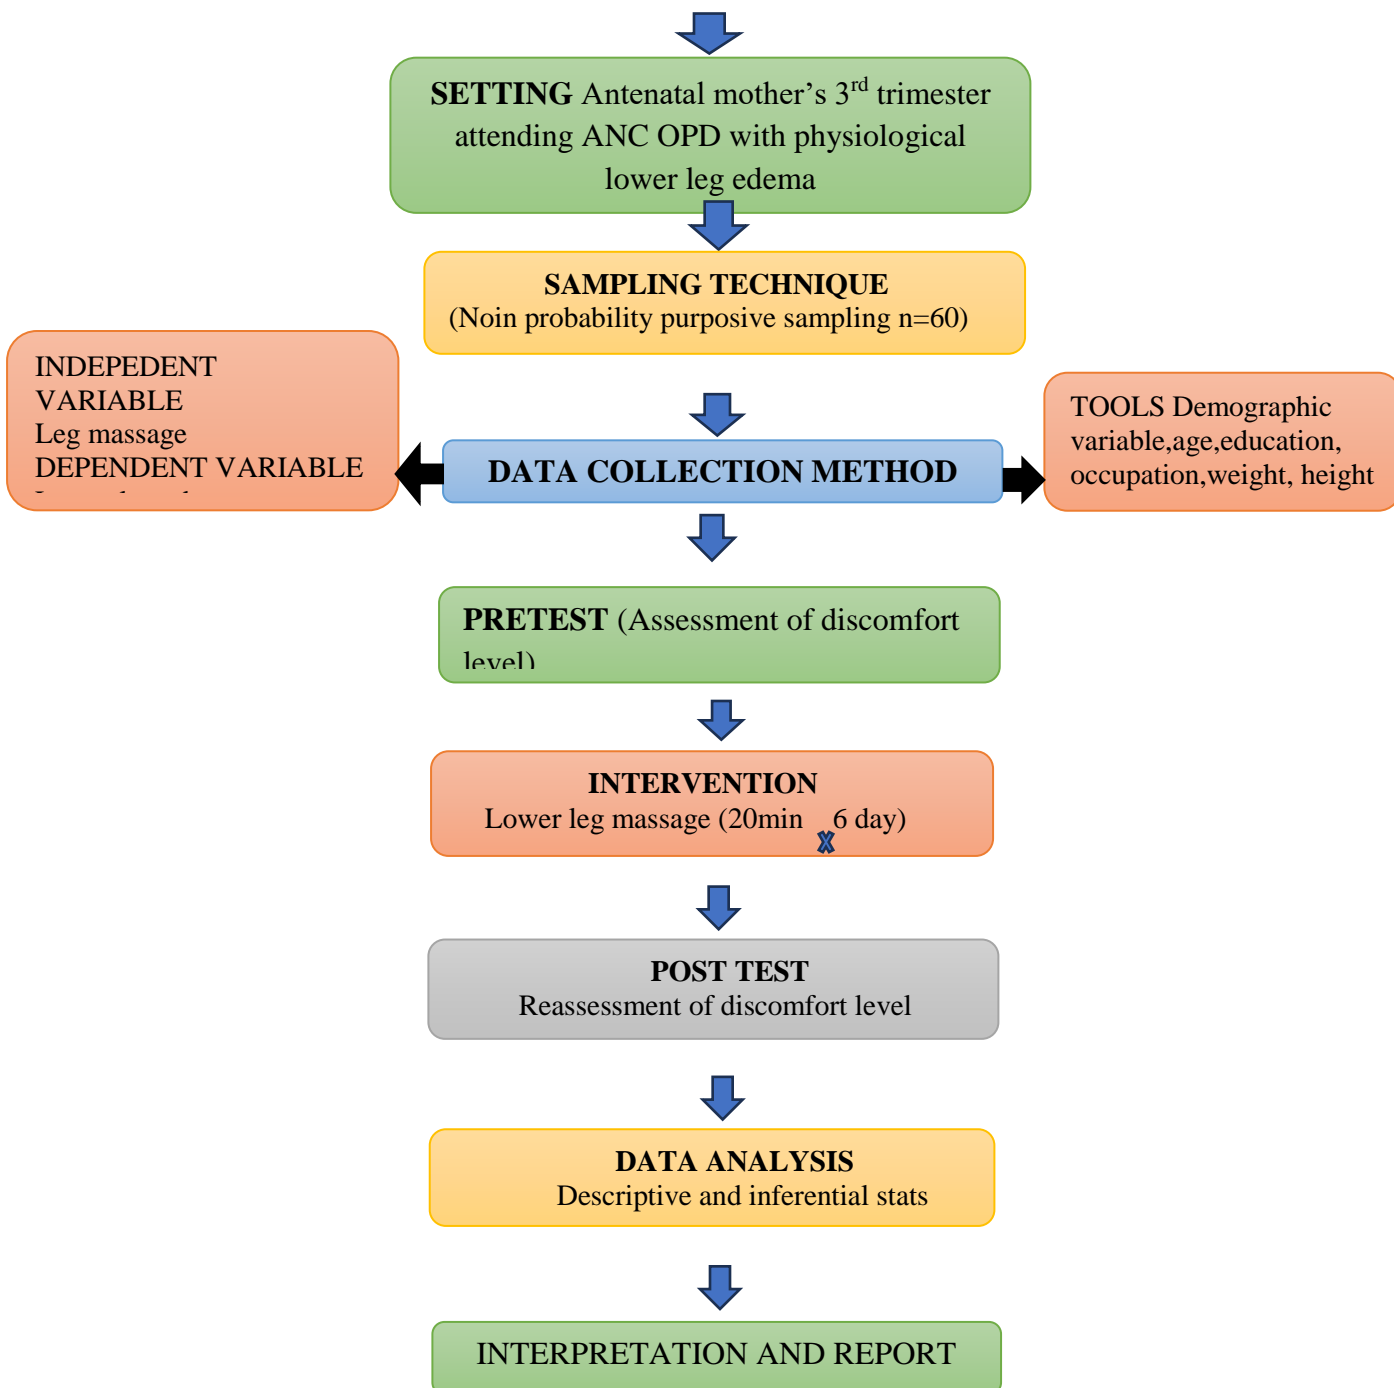 SETTING Antenatal mother's 3rd trimester
attending ANC OPD with physiological
lower leg edema
SAMPLING TECHNIQUE
(Noin probability purposive sampling n=60)
INDEPEDENT
VARIABLE
Leg massage
DEPENDENT VARIABLE
DATA COLLECTION METHOD
TOOLS Demographic
variable,age,education,
occupation,weight, height
PRETEST (Assessment of discomfort
level)
INTERVENTION
Lower leg massage (20min 6 day)
POST TEST
Reassessment of discomfort level
DATA ANALYSIS
Descriptive and inferential stats
INTERPRETATION AND REPORT